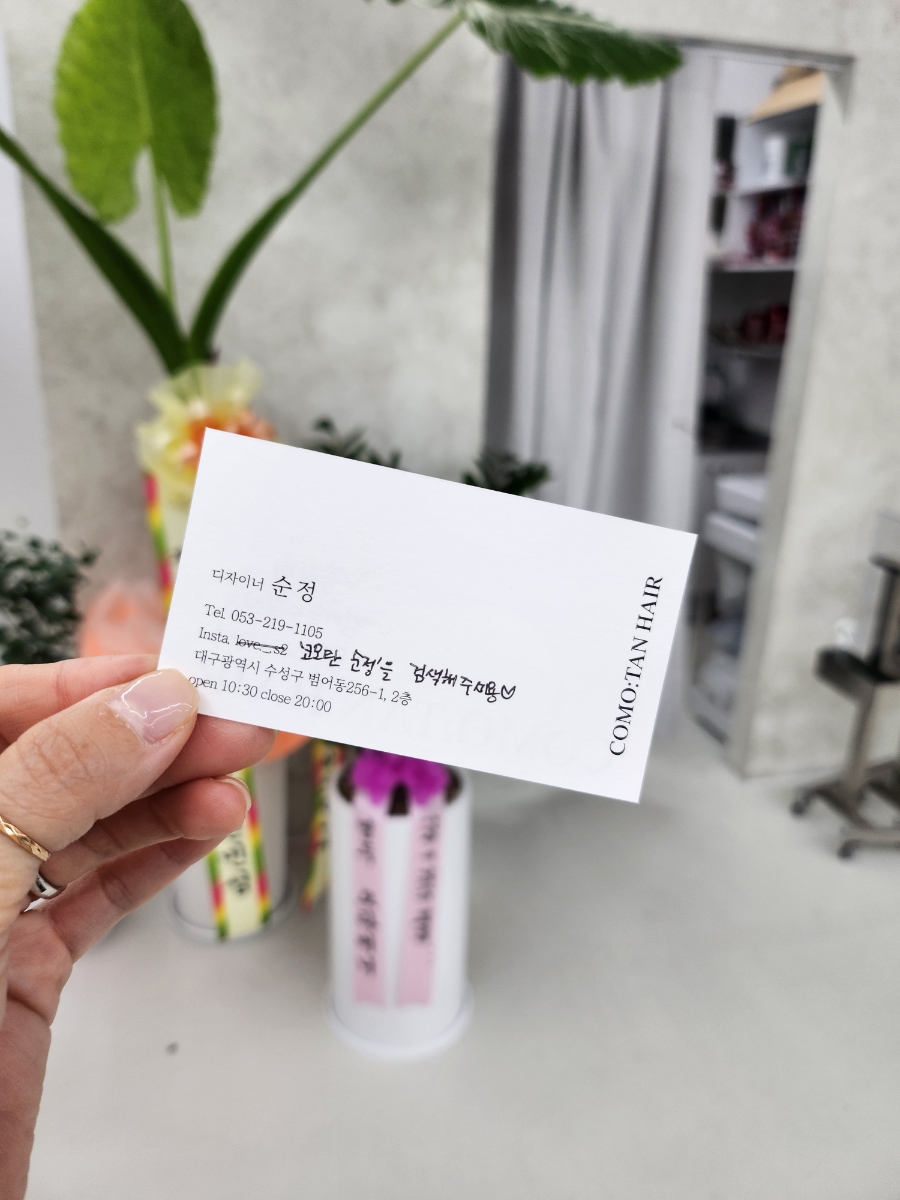 디자이너 순정
Tel. 053-219-1105
Insta. love__s2 '코모탄 순정'을 검색해주세용♡
대구광역시 수성구 범어동256-1, 2층
open 10:30 close 20:00
COMO:TAN HAIR